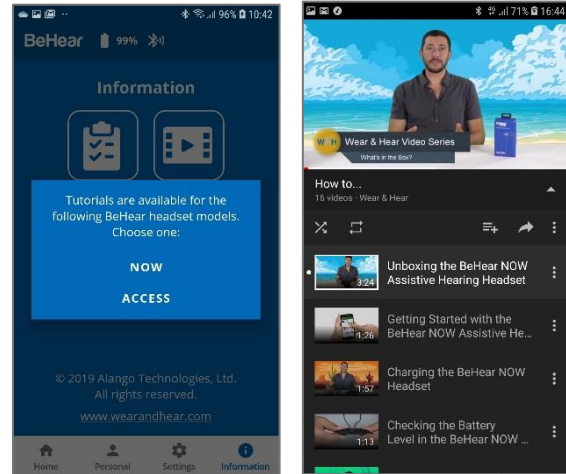 96% 10:42
BeHear 99%
Information
Tutorials are available for the
following BeHear headset models.
Choose one:
NOW
ACCESS
© 2019 Alango Technologies, Ltd.
All rights reserved.
www.wearandhear.com
Home Personal Settings Information
71% 16:44
W H Wear & Hear Video Series
What's in the Box?
How to...
16 videos · Wear & Hear
Unboxing the BeHear NOW
Assistive Hearing Headset
3:24
Getting Started with the
BeHear NOW Assistive He...
1:26
Charging the BeHear NOW
Headset
1:57
Checking the Battery
Level in the BeHear NOW ...
1:13